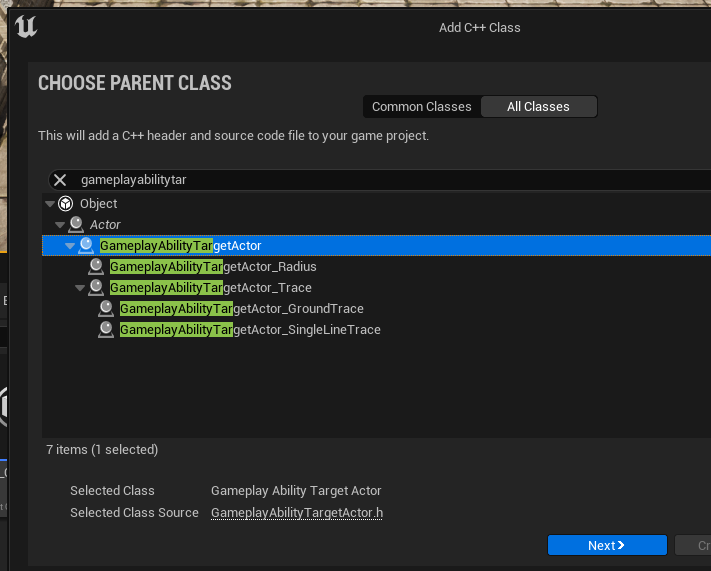 Add C++ Class
CHOOSE PARENT CLASS
Common Classes
All Classes
This will add a C++ header and source code file to your game project.
gameplayabilitytar
Object
Actor
GameplayAbilityTargetActor
GameplayAbilityTargetActor_Radius
GameplayAbilityTargetActor_Trace
GameplayAbilityTargetActor_GroundTrace
GameplayAbilityTargetActor_SingleLineTrace
7 items (1 selected)
Selected Class Gameplay Ability Target Actor
Selected Class Source GameplayAbilityTargetActor.h
Next